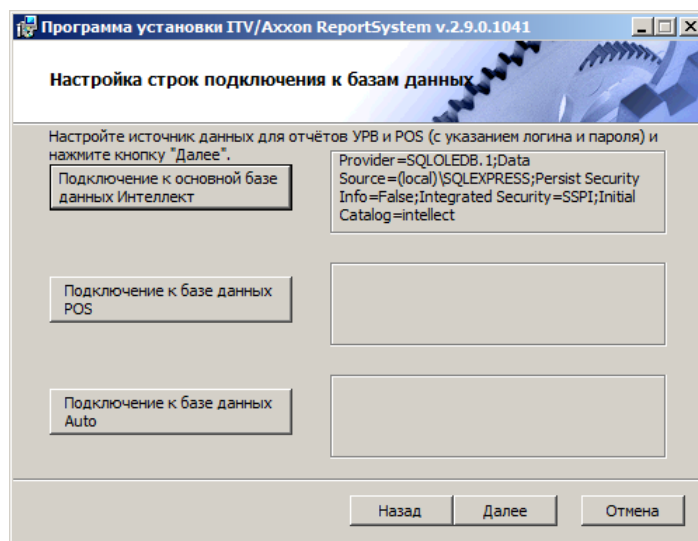 Программа установки ITV/Axxon ReportSystem v.2.9.0.1041
Настройка строк подключения к базам данных
Настройте источник данных для отчётов УРВ и POS (с указанием логина и пароля) и
нажмите кнопку "Далее".
Подключение к основной базе
данных Интеллект
Provider=SQLOLEDB.1;Data
Source=(local)\SQLEXPRESS;Persist Security
Info=False;Integrated Security=SSPI;Initial
Catalog=intellect
Подключение к базе данных
POS
Подключение к базе данных
Auto
Назад
Далее
Отмена